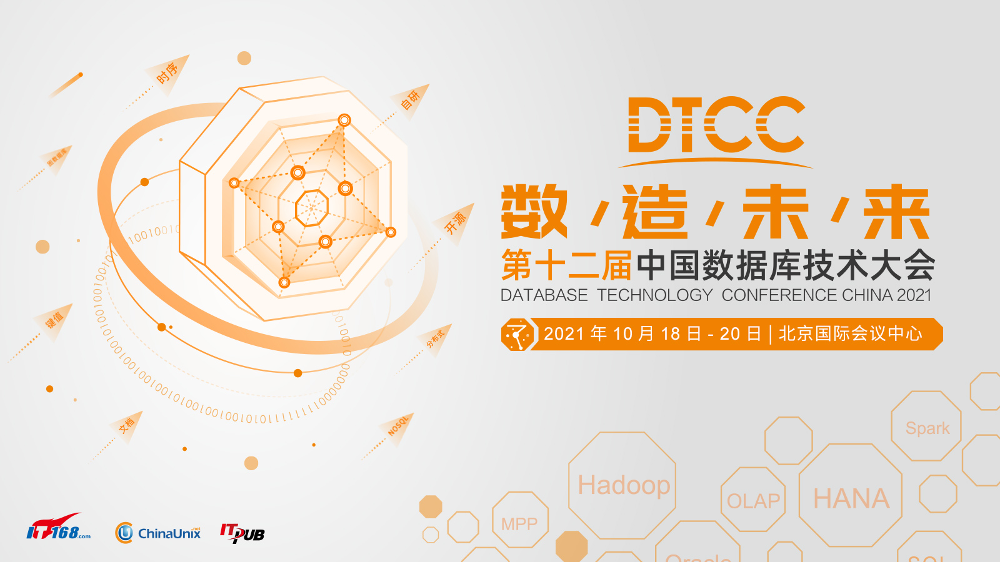 时序
自研
图数据库
开源
键值
分布式
文档
NOSQL
DTCC
数/造/未/来
第十二届中国数据库技术大会
DATABASE TECHNOLOGY CONFERENCE CHINA 2021
2021 年 10 月 18 日 - 20 日 | 北京国际会议中心
Spark
Hadoop
OLAP
HANA
MPP
Oracle
SQL
IT168.com
ChinaUnix.net
ITPUB